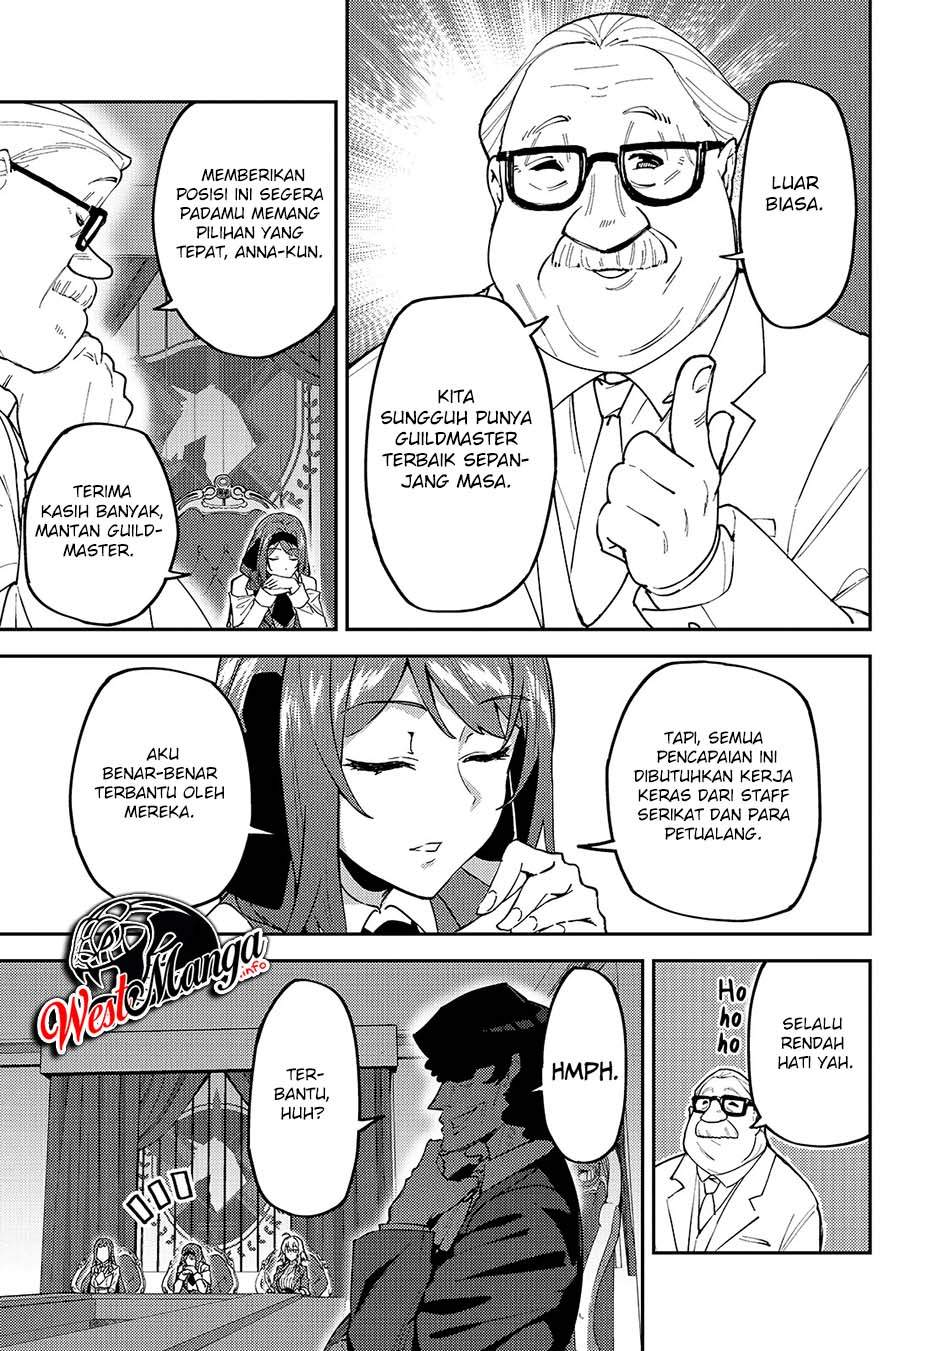 LUAR
BIASA.
KITA
SUNGGUH PUNYA
GUILDMASTER
TERBAIK SEPAN-
JANG MASA.
MEMBERIKAN
POSISI INI SEGERA
PADAMU MEMANG
PILIHAN YANG
TEPAT, ANNA-KUN.
TERIMA
KASIH BANYAK,
MANTAN GUILD-
MASTER.
TAPI, SEMUA
PENCAPAIAN INI
DIBUTUHKAN KERJA
KERAS DARI STAFF
SERIKAT DAN PARA
PETUALANG.
AKU
BENAR-BENAR
TERBANTU OLEH
MEREKA.
SELALU
RENDAH
HATI YAH.
Ho
ho
ho
HMPH.
TER-
BANTU,
HUH?
WestManga
.info